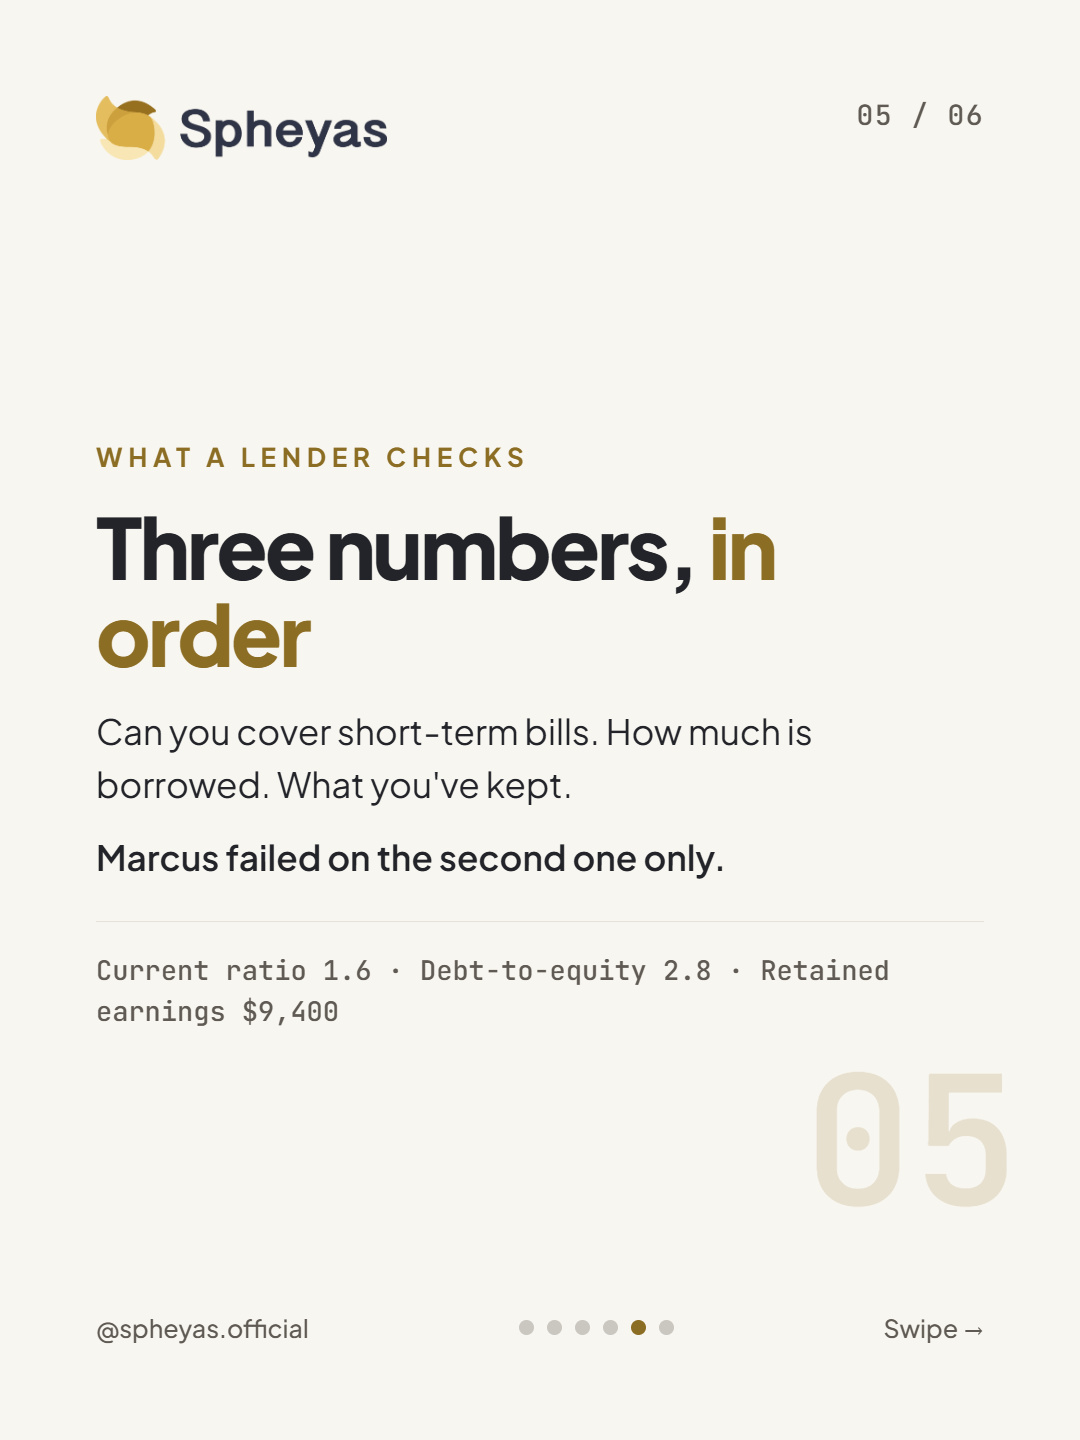 Spheyas
05 / 06
WHAT A LENDER CHECKS
Three numbers, in
order
Can you cover short-term bills. How much is
borrowed. What you've kept.
Marcus failed on the second one only.
Current ratio 1.6 · Debt-to-equity 2.8 · Retained
earnings $9,400
05
@spheyas.official
Swipe →